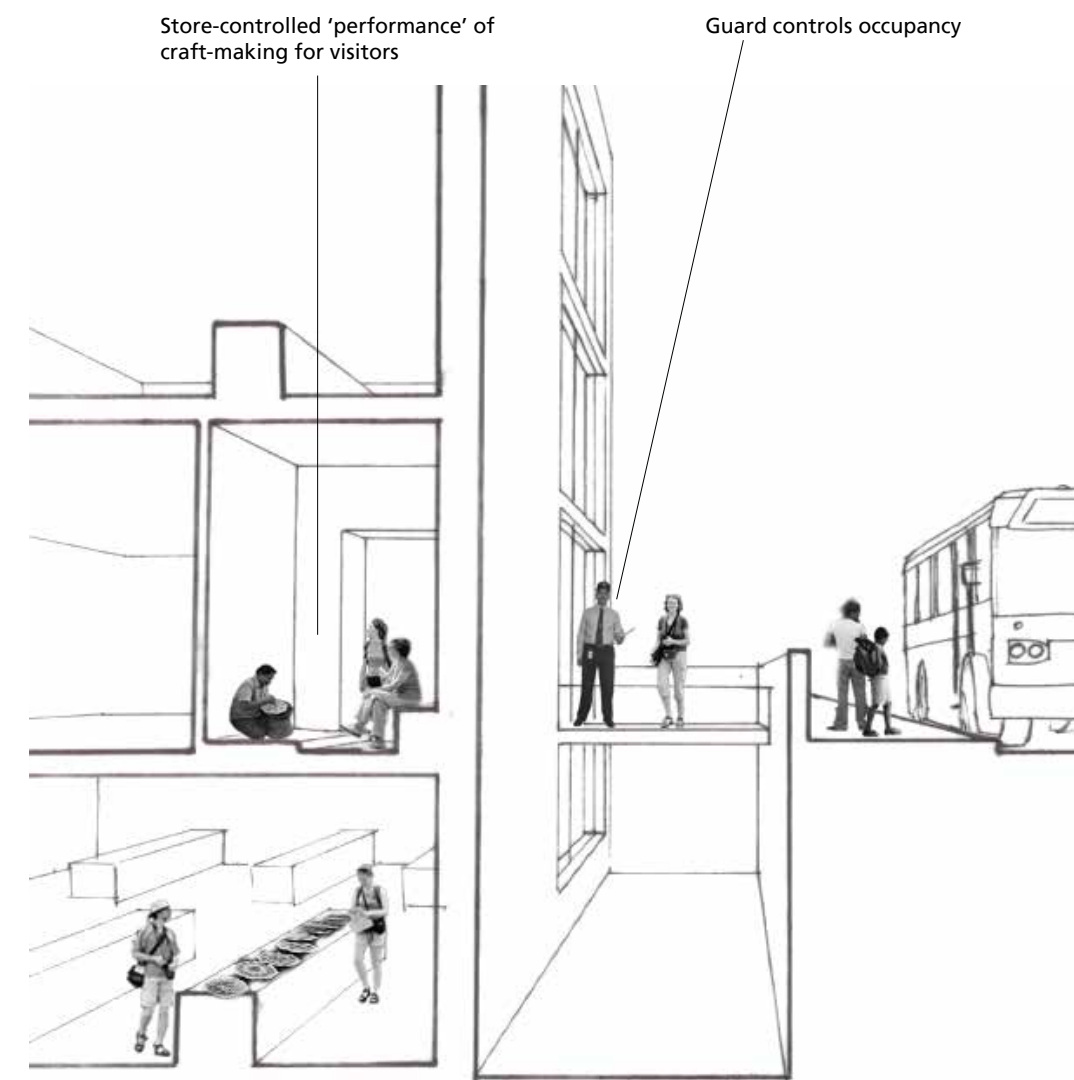 Store-controlled ‘performance’ of
craft-making for visitors
Guard controls occupancy